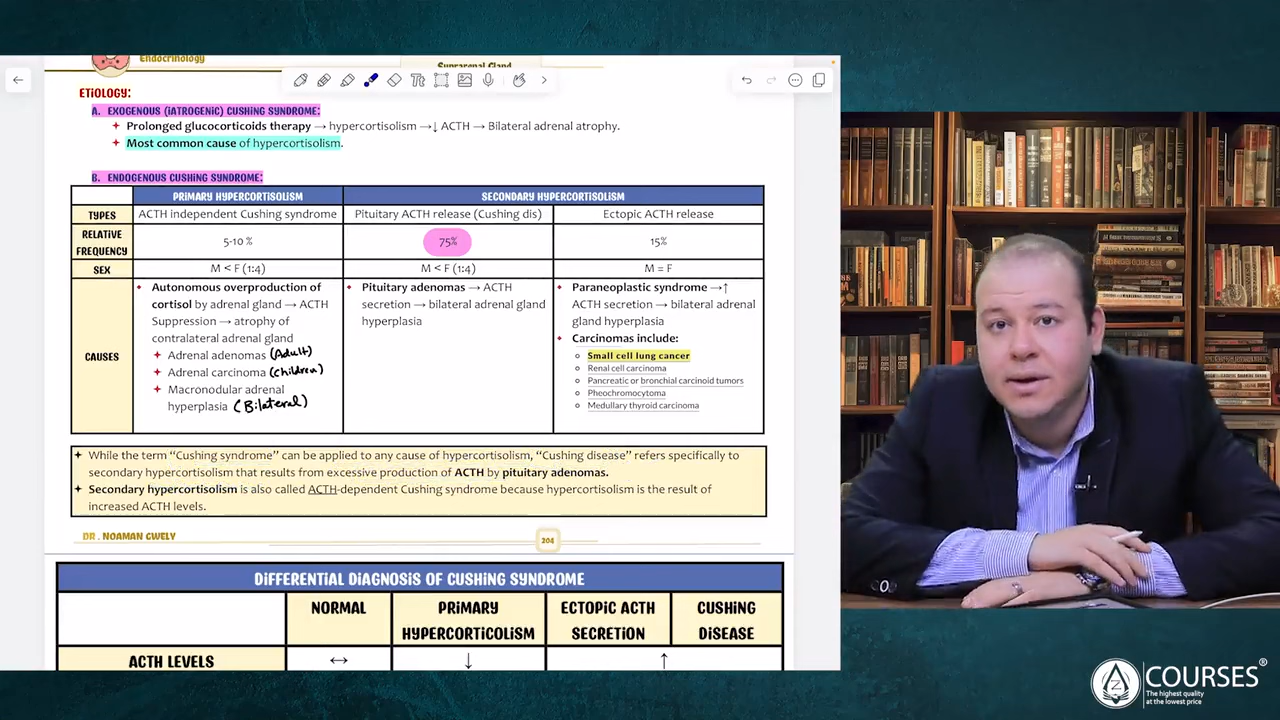 Endocrinology
Suprarenal Gland
ETIOLOGY:
A. EXOGENOUS (IATROGENIC) CUSHING SYNDROME:
Prolonged glucocorticoids therapy → hypercortisolism →↓ ACTH → Bilateral adrenal atrophy.
Most common cause of hypercortisolism.
B. ENDOGENOUS CUSHING SYNDROME:
PRIMARY HYPERCORTISOLISM SECONDARY HYPERCORTISOLISM
TYPES ACTH independent Cushing syndrome Pituitary ACTH release (Cushing dis) Ectopic ACTH release
RELATIVE FREQUENCY 5-10 % 75% 15%
SEX M < F (1:4) M < F (1:4) M = F
CAUSES
• Autonomous overproduction of
cortisol by adrenal gland → ACTH
Suppression → atrophy of
contralateral adrenal gland
Adrenal adenomas (Adult)
Adrenal carcinoma (children)
Macronodular adrenal
hyperplasia (Bilateral)
• Pituitary adenomas → ACTH
secretion → bilateral adrenal gland
hyperplasia
• Paraneoplastic syndrome →↑
ACTH secretion → bilateral adrenal
gland hyperplasia
• Carcinomas include:
Small cell lung cancer
Renal cell carcinoma
Pancreatic or bronchial carcinoid tumors
Pheochromocytoma
Medullary thyroid carcinoma
While the term "Cushing syndrome" can be applied to any cause of hypercortisolism, "Cushing disease" refers specifically to
secondary hypercortisolism that results from excessive production of ACTH by pituitary adenomas.
Secondary hypercortisolism is also called ACTH-dependent Cushing syndrome because hypercortisolism is the result of
increased ACTH levels.
DR . NOAMAN GWELY
204
DIFFERENTIAL DIAGNOSIS OF CUSHING SYNDROME
NORMAL PRIMARY HYPERCORTICOLISM ECTOPIC ACTH SECRETION CUSHING DISEASE
ACTH LEVELS ↔ ↓ ↑
COURSES®
The highest quality
at the lowest price